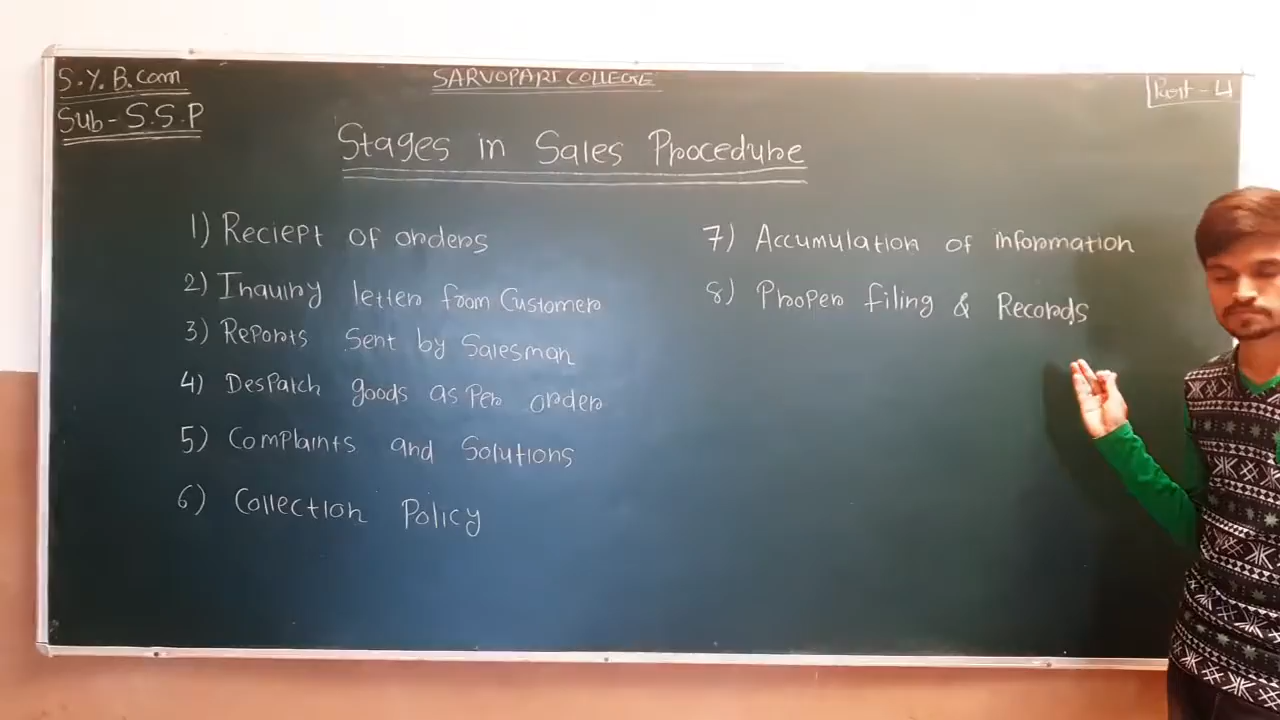 S.Y. B.Com
SARVOPARI COLLEGE
Part - 4
Sub - S.S.P
Stages in Sales Procedure
1) Reciept of orders
2) Inquiry letter from Customer
3) Reports Sent by Salesman
4) Despatch goods as Per order
5) Complaints and Solutions
6) Collection Policy
7) Accumulation of information
8) Proper filing & Records